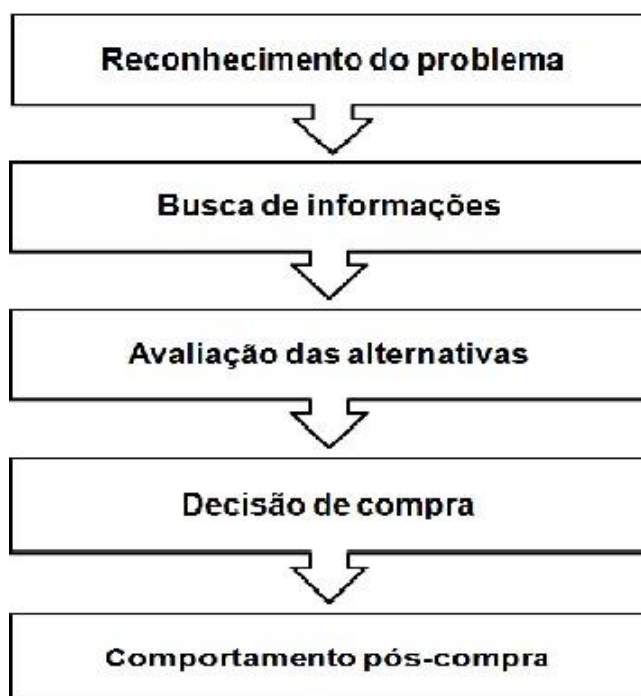 Reconhecimento do problema
Busca de informações
Avaliação das alternativas
Decisão de compra
Comportamento pós-compra